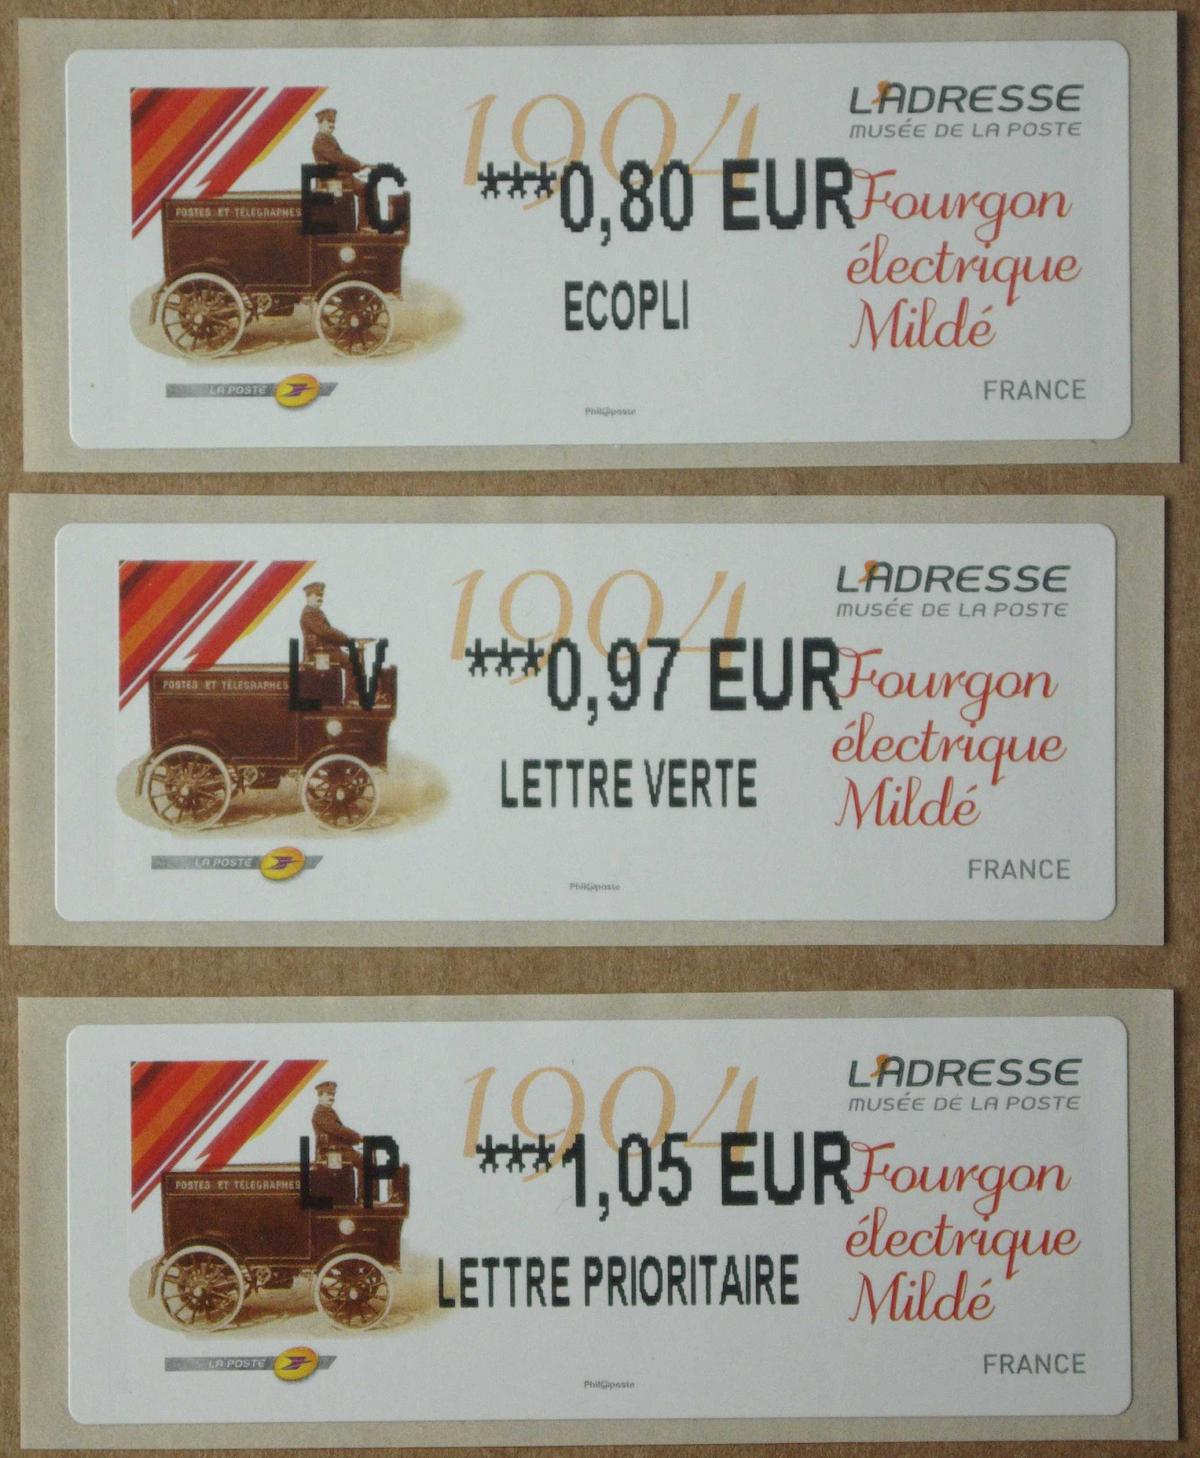 1904
L'ADRESSE
MUSÉE DE LA POSTE
POSTES ET TÉLÉGRAPHES
EC ***0,80 EUR
Fourgon
électrique
Mildé
ECOPLI
LA POSTE
Phil@poste
FRANCE
1904
L'ADRESSE
MUSÉE DE LA POSTE
POSTES ET TÉLÉGRAPHES
LV ***0,97 EUR
Fourgon
électrique
Mildé
LETTRE VERTE
LA POSTE
Phil@poste
FRANCE
1904
L'ADRESSE
MUSÉE DE LA POSTE
POSTES ET TÉLÉGRAPHES
LP ***1,05 EUR
Fourgon
électrique
Mildé
LETTRE PRIORITAIRE
LA POSTE
Phil@poste
FRANCE